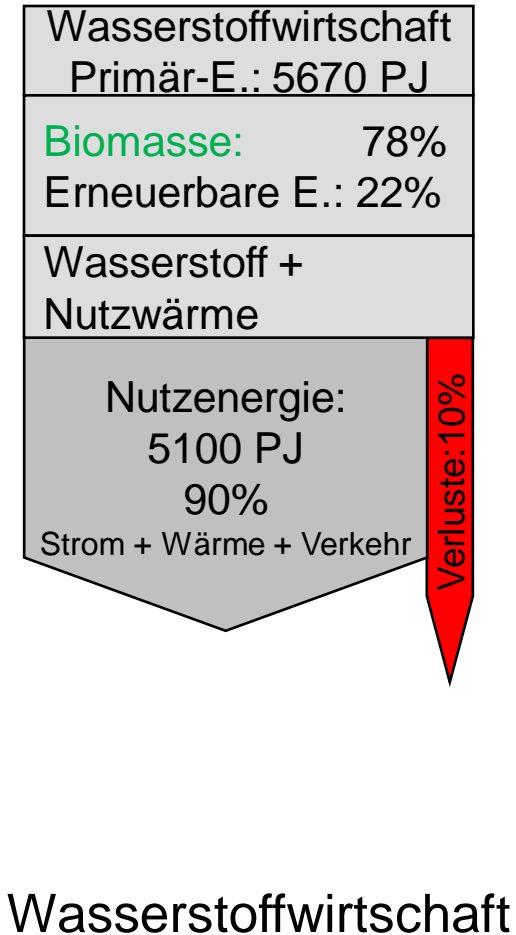 Wasserstoffwirtschaft
Primär-E.: 5670 PJ
Biomasse: 78%
Erneuerbare E.: 22%
Wasserstoff +
Nutzwärme
Nutzenergie:
5100 PJ
90%
Strom + Wärme + Verkehr
Verluste:10%
Wasserstoffwirtschaft